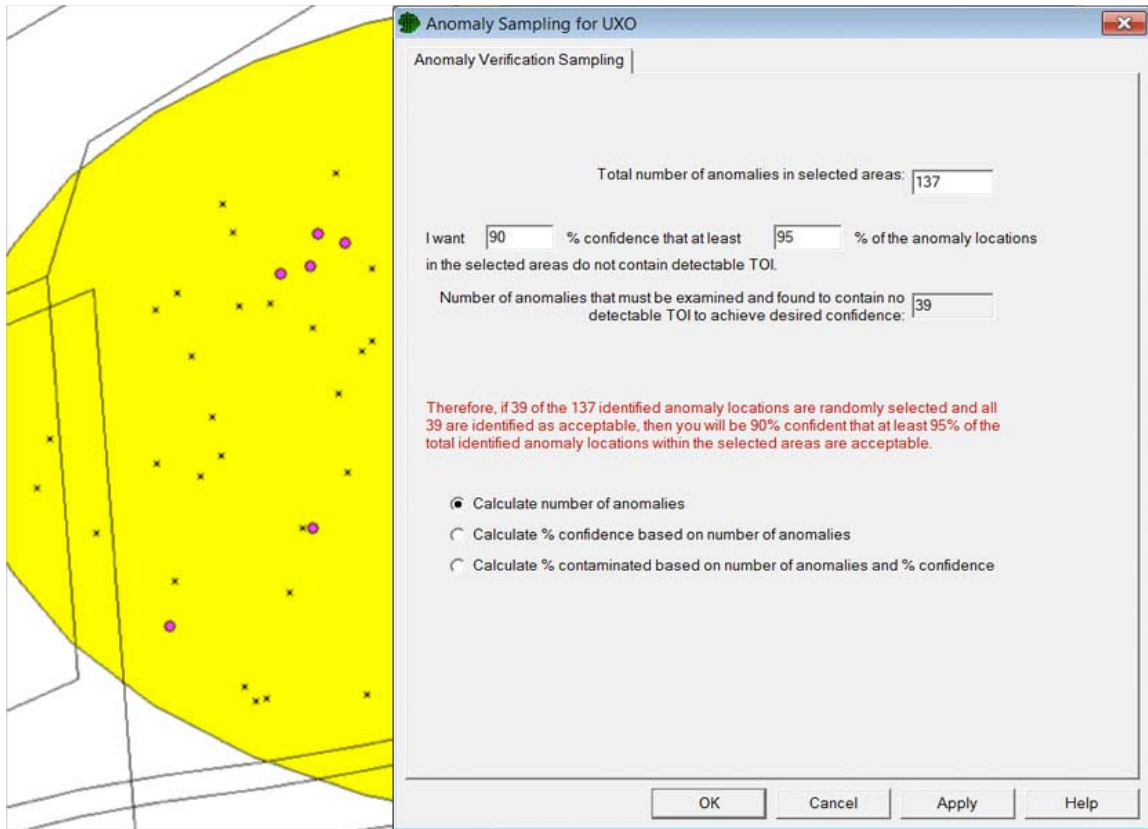 Anomaly Sampling for UXO
Anomaly Verification Sampling
Total number of anomalies in selected areas: 137
I want 90 % confidence that at least 95 % of the anomaly locations
in the selected areas do not contain detectable TOI.
Number of anomalies that must be examined and found to contain no
detectable TOI to achieve desired confidence: 39
Therefore, if 39 of the 137 identified anomaly locations are randomly selected and all
39 are identified as acceptable, then you will be 90% confident that at least 95% of the
total identified anomaly locations within the selected areas are acceptable.
Calculate number of anomalies
Calculate % confidence based on number of anomalies
Calculate % contaminated based on number of anomalies and % confidence
OK Cancel Apply Help